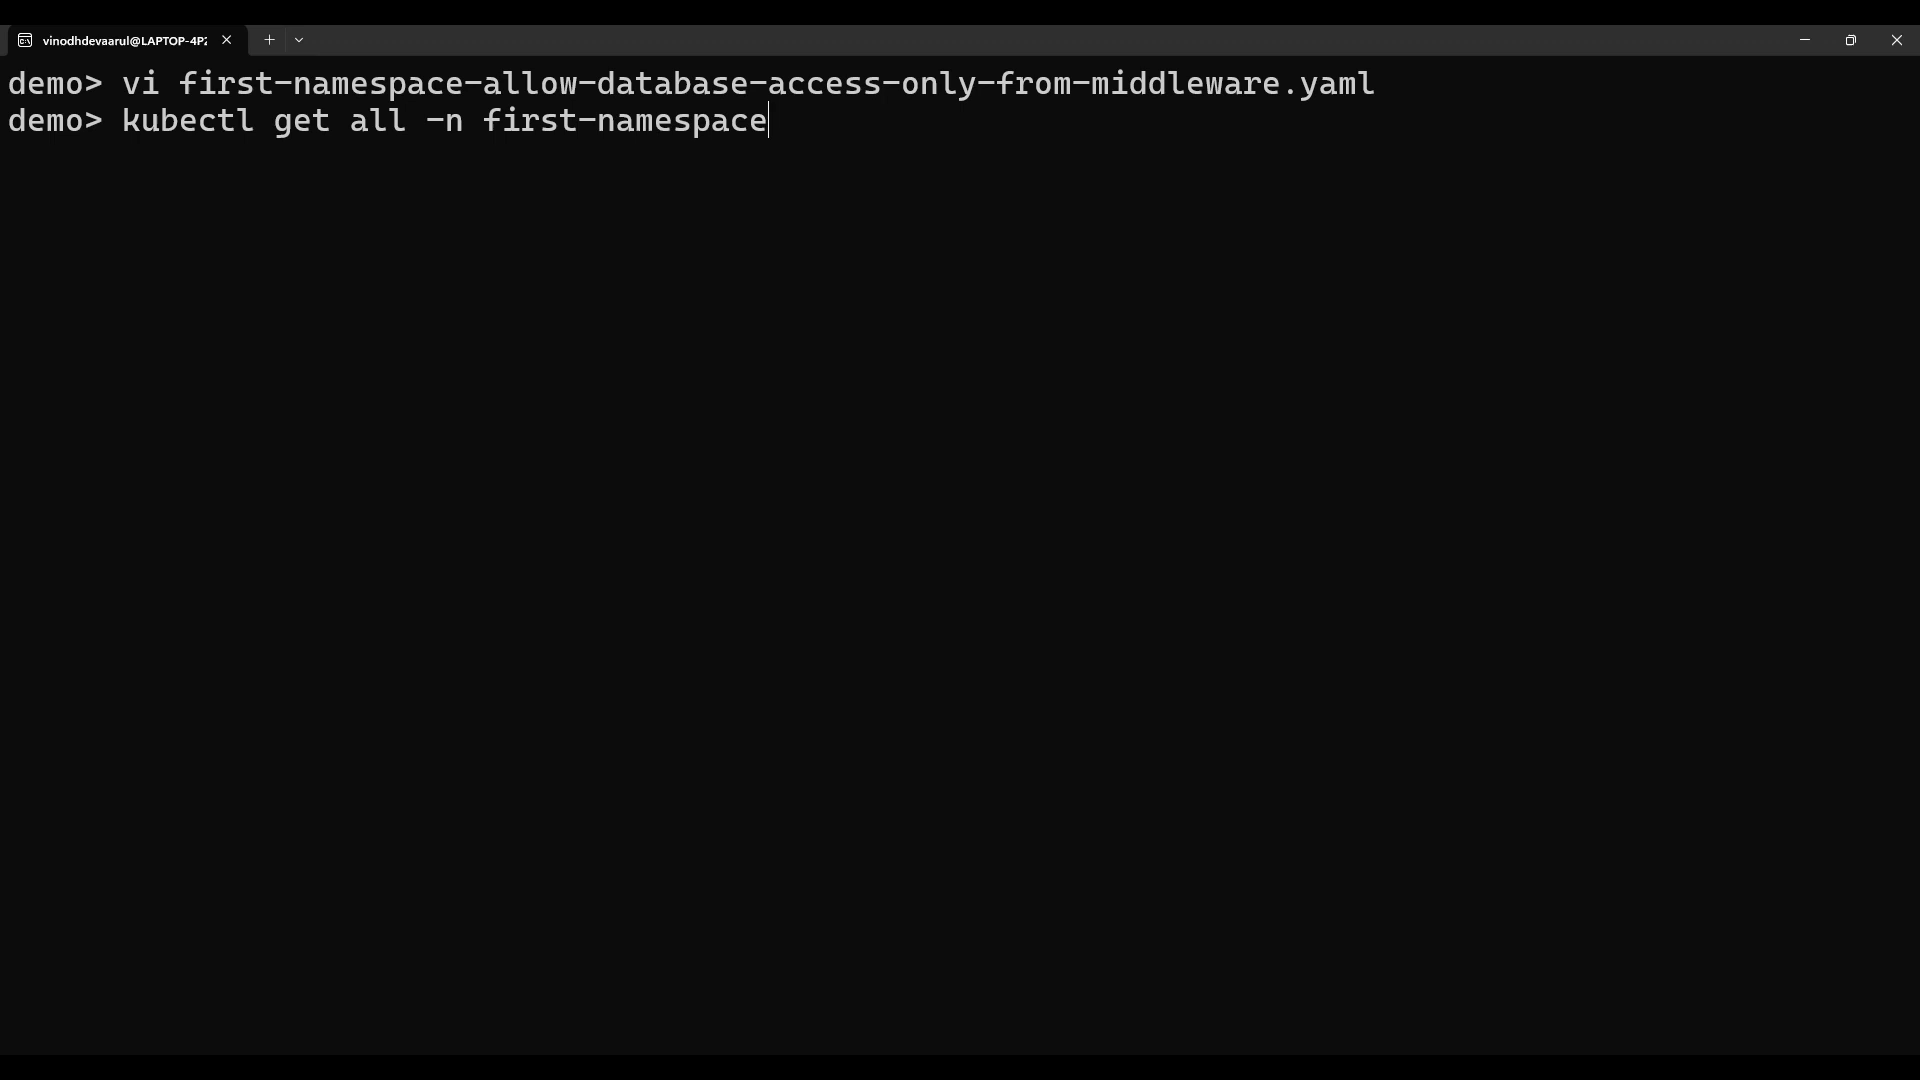 vinodhdevaarul@LAPTOP-4P2
demo> vi first-namespace-allow-database-access-only-from-middleware.yaml
demo> kubectl get all -n first-namespace